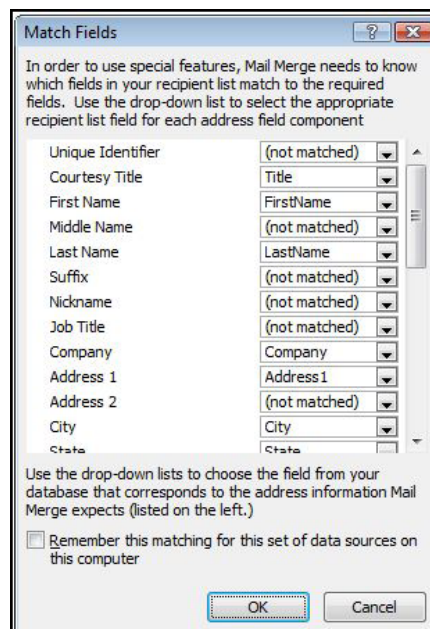 Match Fields
In order to use special features, Mail Merge needs to know
which fields in your recipient list match to the required
fields. Use the drop-down list to select the appropriate
recipient list field for each address field component
Unique Identifier (not matched)
Courtesy Title Title
First Name FirstName
Middle Name (not matched)
Last Name LastName
Suffix (not matched)
Nickname (not matched)
Job Title (not matched)
Company Company
Address 1 Address1
Address 2 (not matched)
City City
State State
Use the drop-down lists to choose the field from your
database that corresponds to the address information Mail
Merge expects (listed on the left.)
Remember this matching for this set of data sources on
this computer
OK Cancel